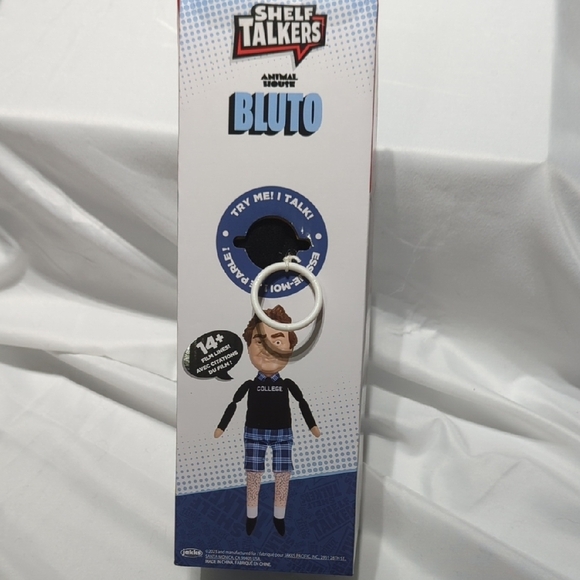 SHELF
TALKERS
ANIMAL
HOUSE
BLUTO
TRY ME! I TALK!
PARLE!
14+
FILM LINES!
AVEC CITATIONS
DU FILM!
COLLEGE
jakks
MADE IN CHINA. FABRIQUÉ EN CHINE.